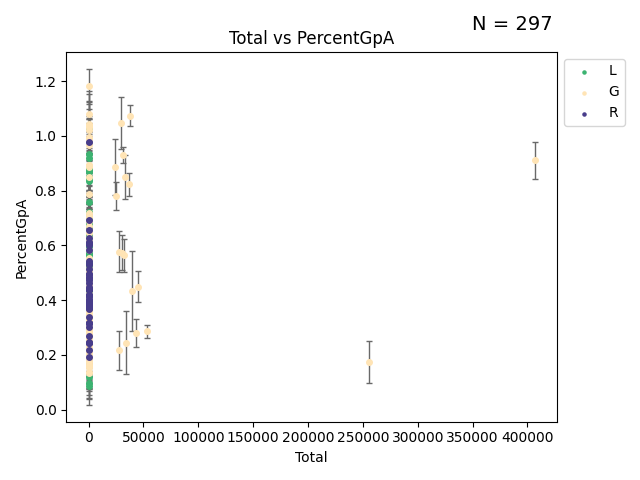 N = 297
Total vs PercentGpA
L
G
R
PercentGpA
1.2
1.0
0.8
0.6
0.4
0.2
0.0
0 50000 100000 150000 200000 250000 300000 350000 400000
Total